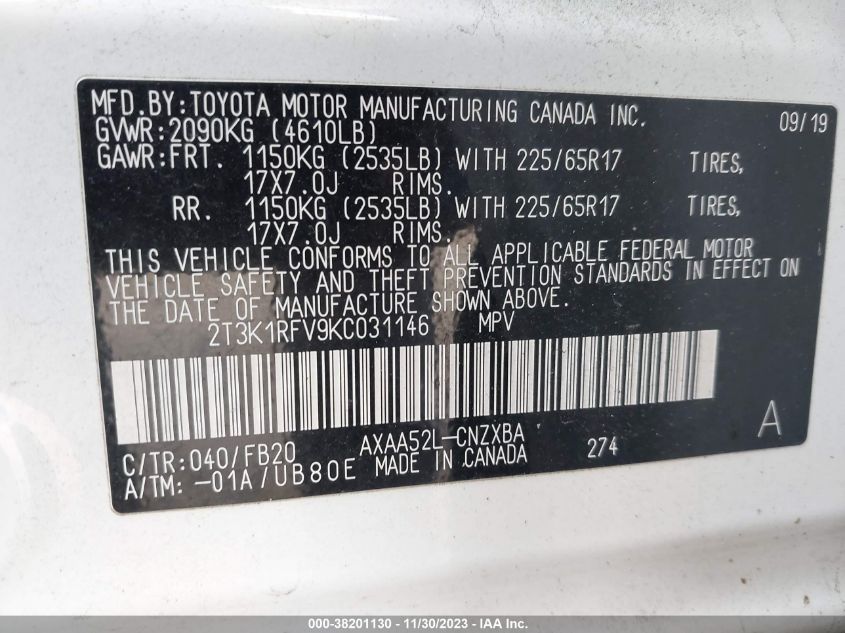 MFD.BY:TOYOTA MOTOR MANUFACTURING CANADA INC. 09/19
GVWR:2090KG (4610LB)
GAWR:FRT. 1150KG (2535LB) WITH 225/65R17 TIRES,
17X7.0J RIMS.
RR. 1150KG (2535LB) WITH 225/65R17 TIRES,
17X7.0J RIMS.
THIS VEHICLE CONFORMS TO ALL APPLICABLE FEDERAL MOTOR
VEHICLE SAFETY AND THEFT PREVENTION STANDARDS IN EFFECT ON
THE DATE OF MANUFACTURE SHOWN ABOVE.
2T3K1RFV9KC031146 MPV
C/TR:040/FB20 AXAA52L-CNZXBA 274 A
A/TM:-01A/UB80E MADE IN CANADA
000-38201130 - 11/30/2023 - IAA Inc.